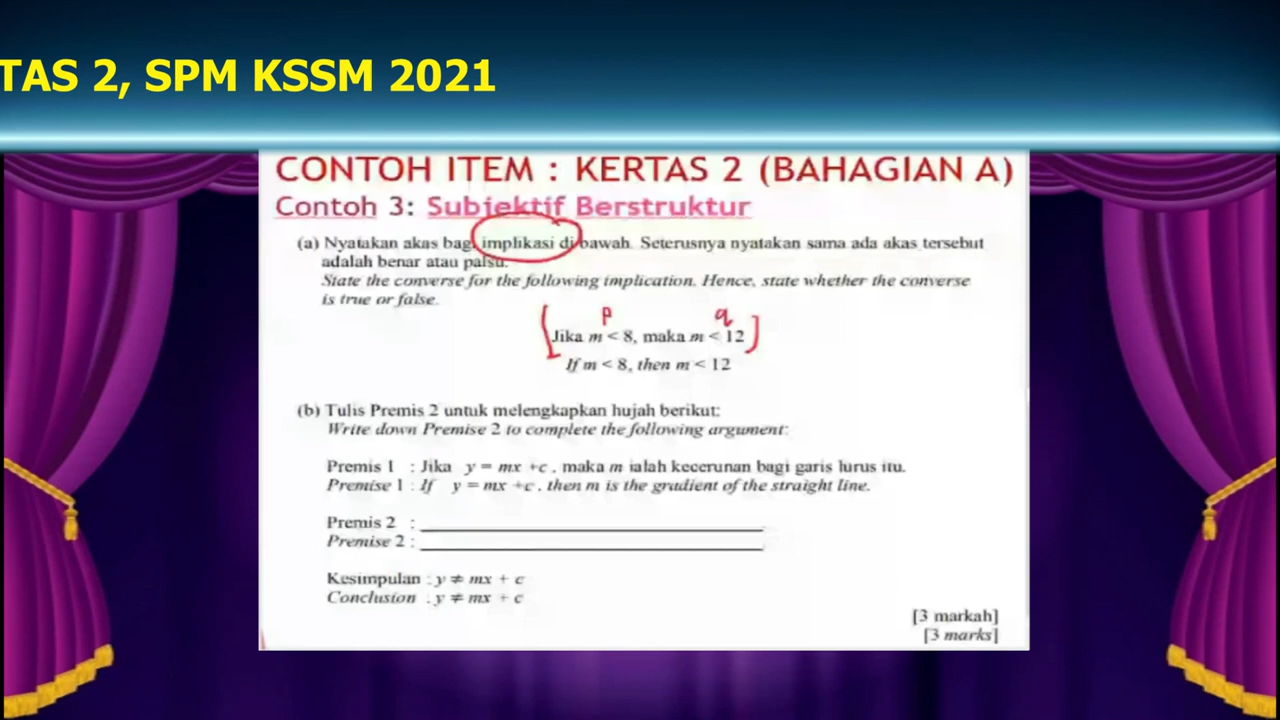 TAS 2, SPM KSSM 2021
CONTOH ITEM : KERTAS 2 (BAHAGIAN A)
Contoh 3: Subjektif Berstruktur
(a) Nyatakan akas bagi implikasi di bawah. Seterusnya nyatakan sama ada akas tersebut
adalah benar atau palsu.
State the converse for the following implication. Hence, state whether the converse
is true or false.
p q
Jika m < 8, maka m < 12
If m < 8, then m < 12
(b) Tulis Premis 2 untuk melengkapkan hujah berikut:
Write down Premise 2 to complete the following argument:
Premis 1 : Jika y = mx + c, maka m ialah kecerunan bagi garis lurus itu.
Premise 1 : If y = mx + c, then m is the gradient of the straight line.
Premis 2 :
Premise 2 :
Kesimpulan : y ≠ mx + c
Conclusion : y ≠ mx + c
[3 markah]
[3 marks]